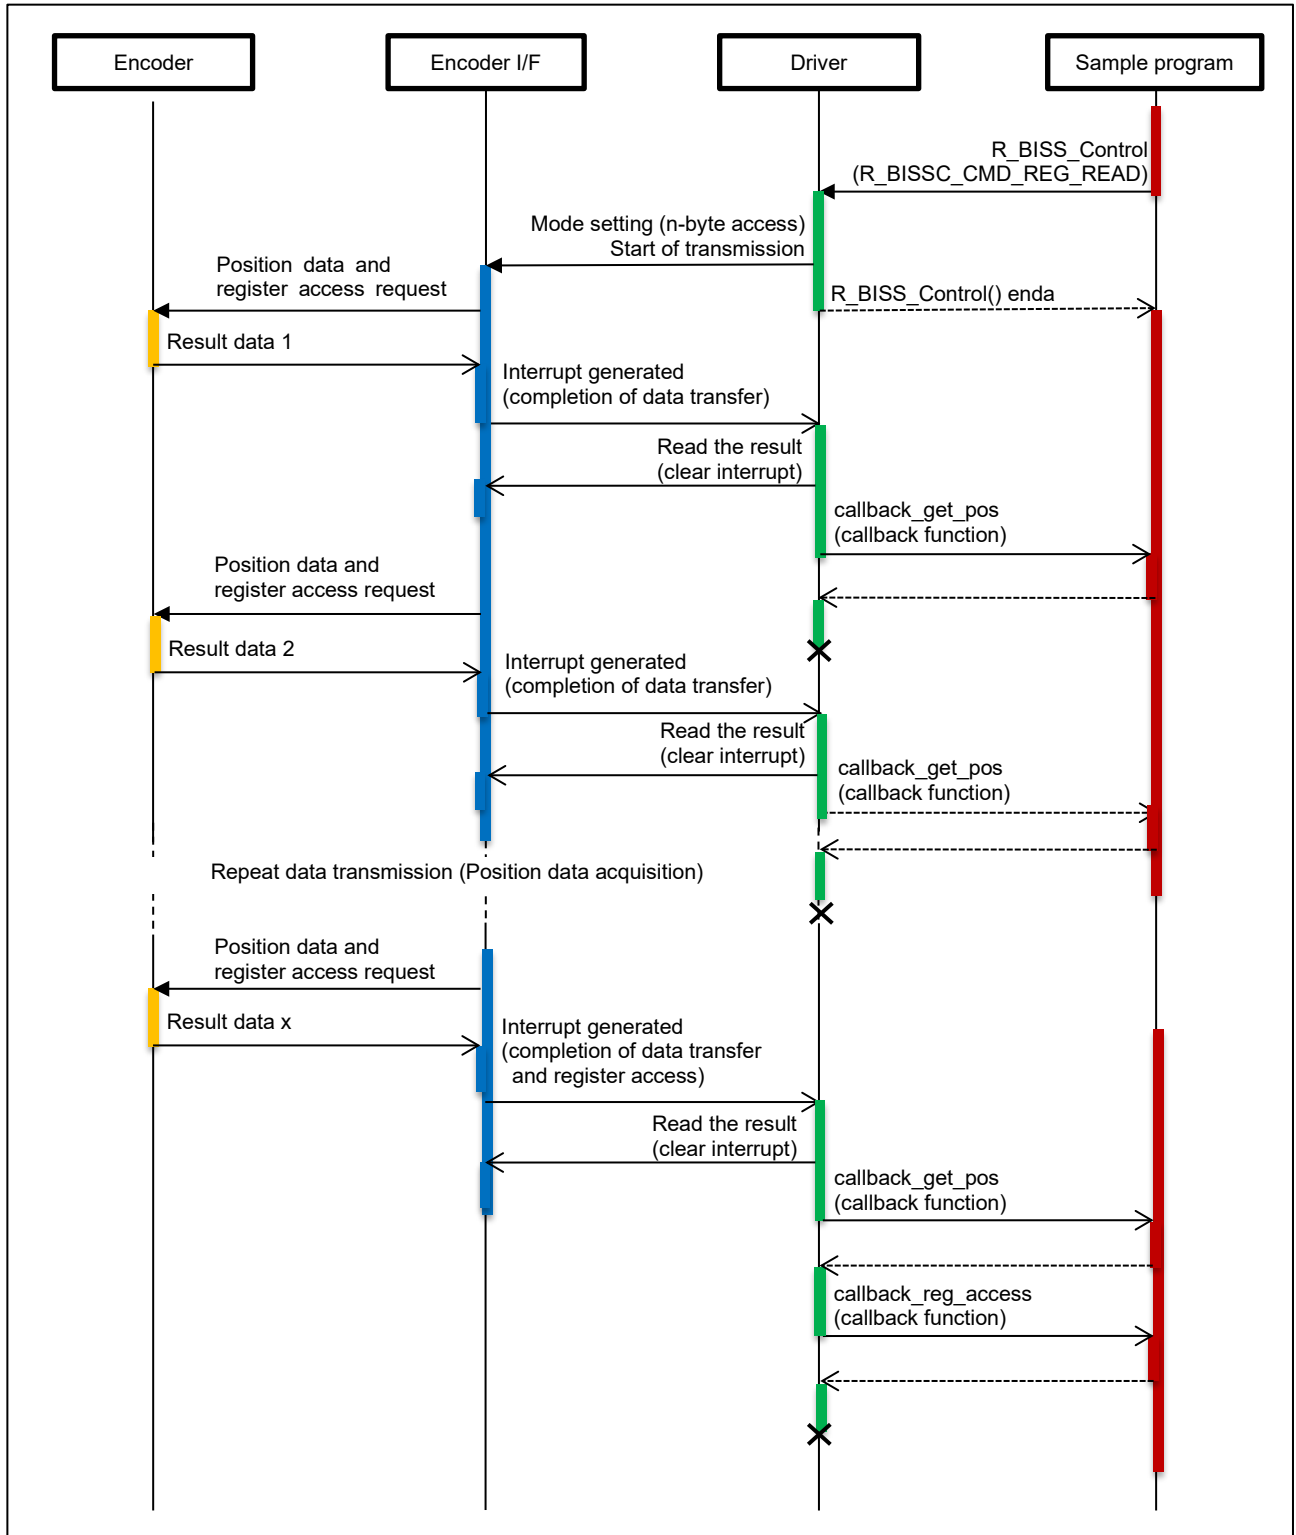 Encoder
Encoder I/F
Driver
Sample program
R_BISS_Control
(R_BISSC_CMD_REG_READ)
Mode setting (n-byte access)
Start of transmission
Position data and
register access request
R_BISS_Control() enda
Result data 1
Interrupt generated
(completion of data transfer)
Read the result
(clear interrupt)
callback_get_pos
(callback function)
Position data and
register access request
Result data 2
Interrupt generated
(completion of data transfer)
Read the result
(clear interrupt)
callback_get_pos
(callback function)
Repeat data transmission (Position data acquisition)
Position data and
register access request
Result data x
Interrupt generated
(completion of data transfer
and register access)
Read the result
(clear interrupt)
callback_get_pos
(callback function)
callback_reg_access
(callback function)